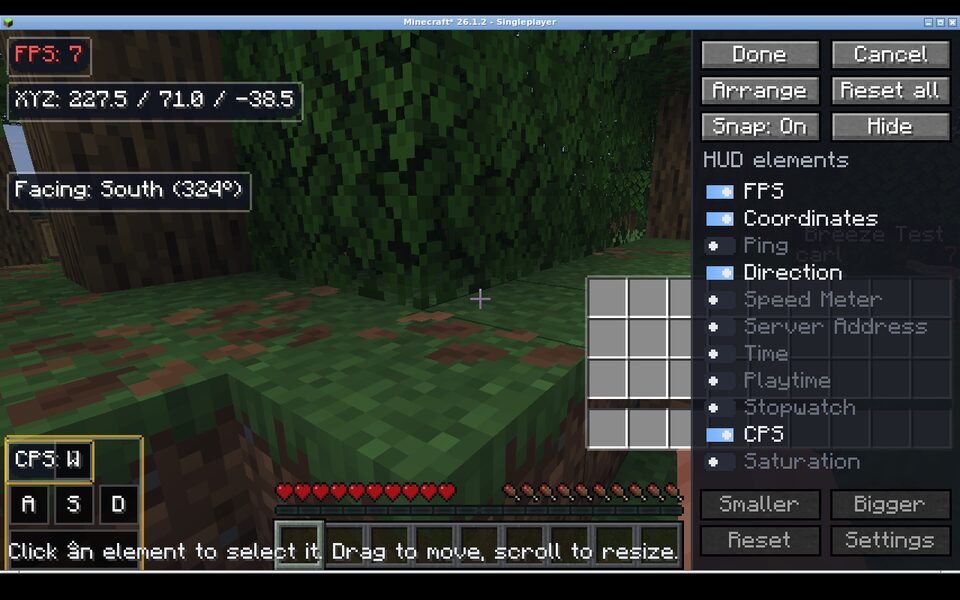 Minecraft* 26.1.2 - Singleplayer
FPS: 7
XYZ: 227.5 / 71.0 / -38.5
Facing: South (324°)
Done
Cancel
Arrange
Reset all
Snap: On
Hide
HUD elements
FPS
Coordinates
Ping
Direction
Speed Meter
Server Address
Time
Playtime
Stopwatch
CPS
Saturation
Smaller
Bigger
Reset
Settings
CPS: W
A S D
Click an element to select it. Drag to move, scroll to resize.